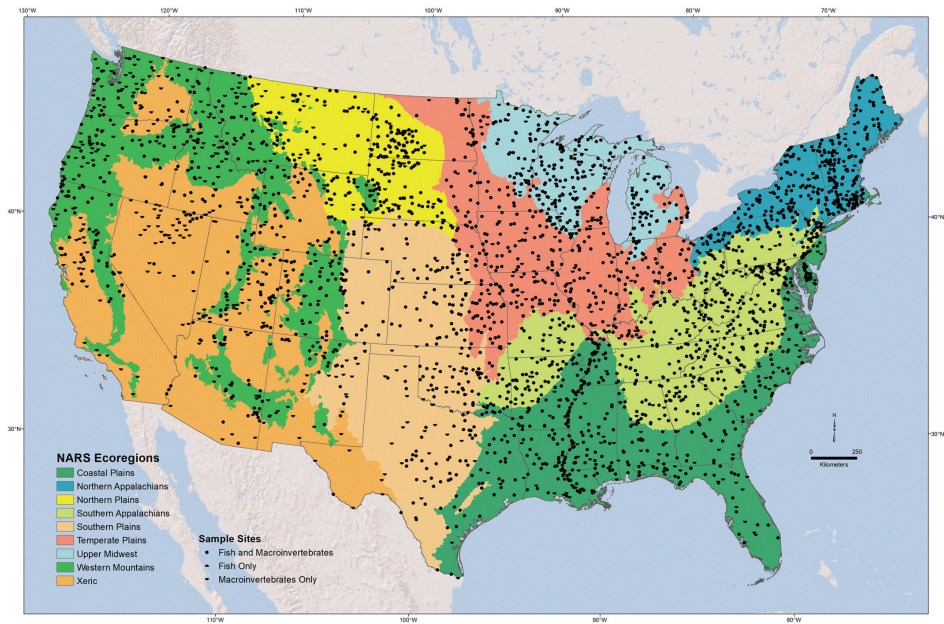 130°W 120°W 110°W 100°W 90°W 80°W 70°W
40°N 40°N
30°N 30°N
N
0 250
Kilometers
NARS Ecoregions
Coastal Plains
Northern Appalachians
Northern Plains
Southern Appalachians
Southern Plains
Temperate Plains
Upper Midwest
Western Mountains
Xeric
Sample Sites
Fish and Macroinvertebrates
Fish Only
Macroinvertebrates Only
110°W 100°W 90°W 80°W